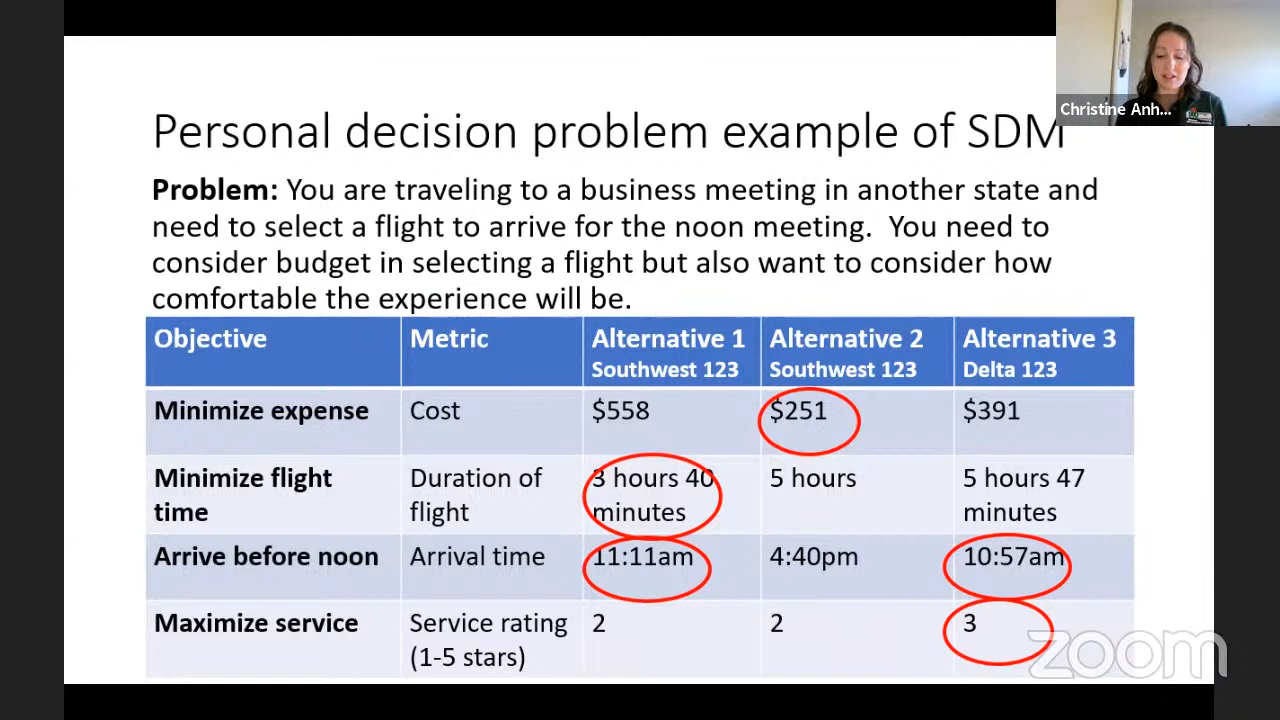 Christine Anh...
Personal decision problem example of SDM
Problem: You are traveling to a business meeting in another state and
need to select a flight to arrive for the noon meeting.  You need to
consider budget in selecting a flight but also want to consider how
comfortable the experience will be.
Objective Metric Alternative 1 Alternative 2 Alternative 3
Southwest 123 Southwest 123 Delta 123
Minimize expense Cost $558 $251 $391
Minimize flight Duration of 3 hours 40 5 hours 5 hours 47
time flight minutes minutes
Arrive before noon Arrival time 11:11am 4:40pm 10:57am
Maximize service Service rating 2 2 3
(1-5 stars)
zoom